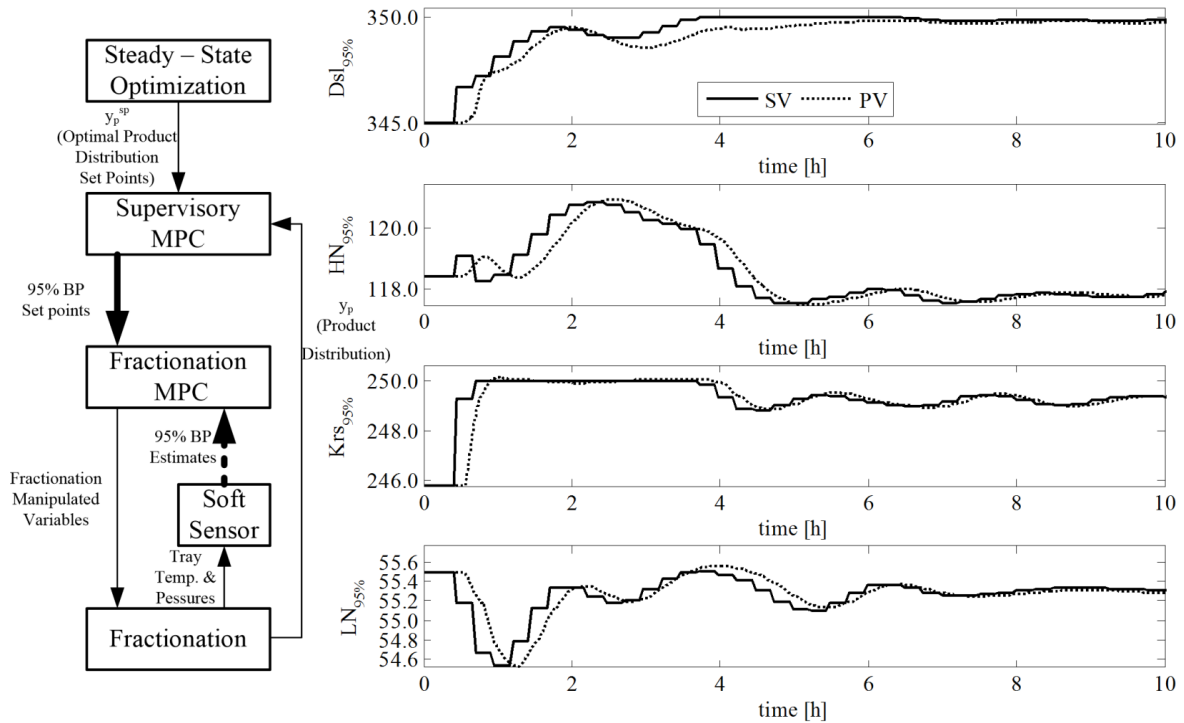 Steady – State
Optimization
y_p^sp
(Optimal Product
Distribution
Set Points)
Supervisory
MPC
95% BP
Set points
y_p
(Product
Distribution)
Fractionation
MPC
95% BP
Estimates
Fractionation
Manipulated
Variables
Soft
Sensor
Tray
Temp. &
Pessures
Fractionation
350.0
Dsl95%
345.0
SV
PV
0 2 4 6 8 10
time [h]
120.0
HN95%
118.0
0 2 4 6 8 10
time [h]
250.0
248.0
Krs95%
246.0
0 2 4 6 8 10
time [h]
55.6
55.4
55.2
LN95%
55.0
54.8
54.6
0 2 4 6 8 10
time [h]